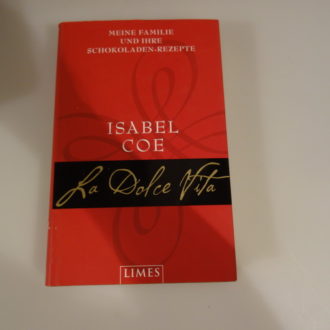 MEINE FAMILIE
UND IHRE
SCHOKOLADEN-REZEPTE
ISABEL
COE
La Dolce Vita
LIMES